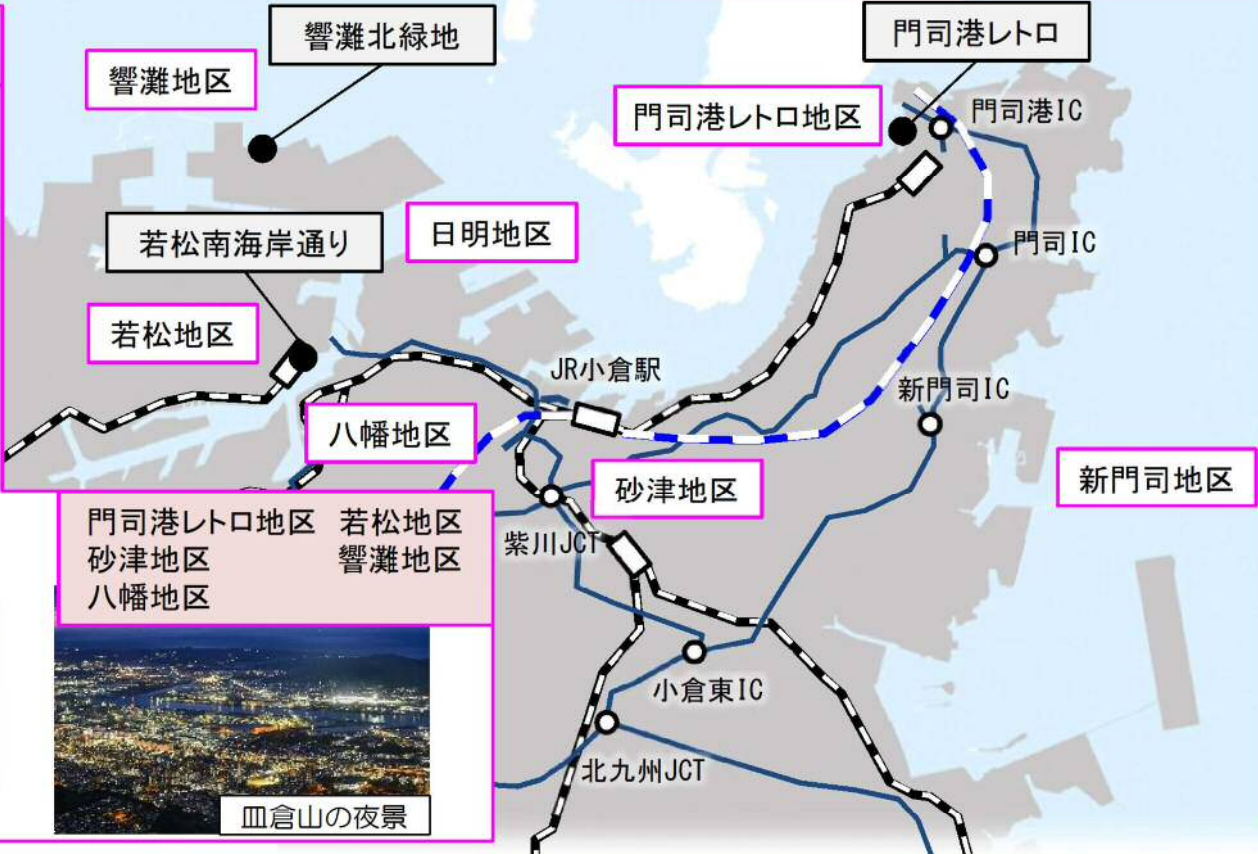 響灘北緑地
門司港レトロ
響灘地区
門司港レトロ地区
門司港IC
若松南海岸通り
日明地区
門司IC
若松地区
JR小倉駅
新門司IC
八幡地区
砂津地区
新門司地区
門司港レトロ地区 若松地区
砂津地区 響灘地区
八幡地区
紫川JCT
小倉東IC
北九州JCT
皿倉山の夜景